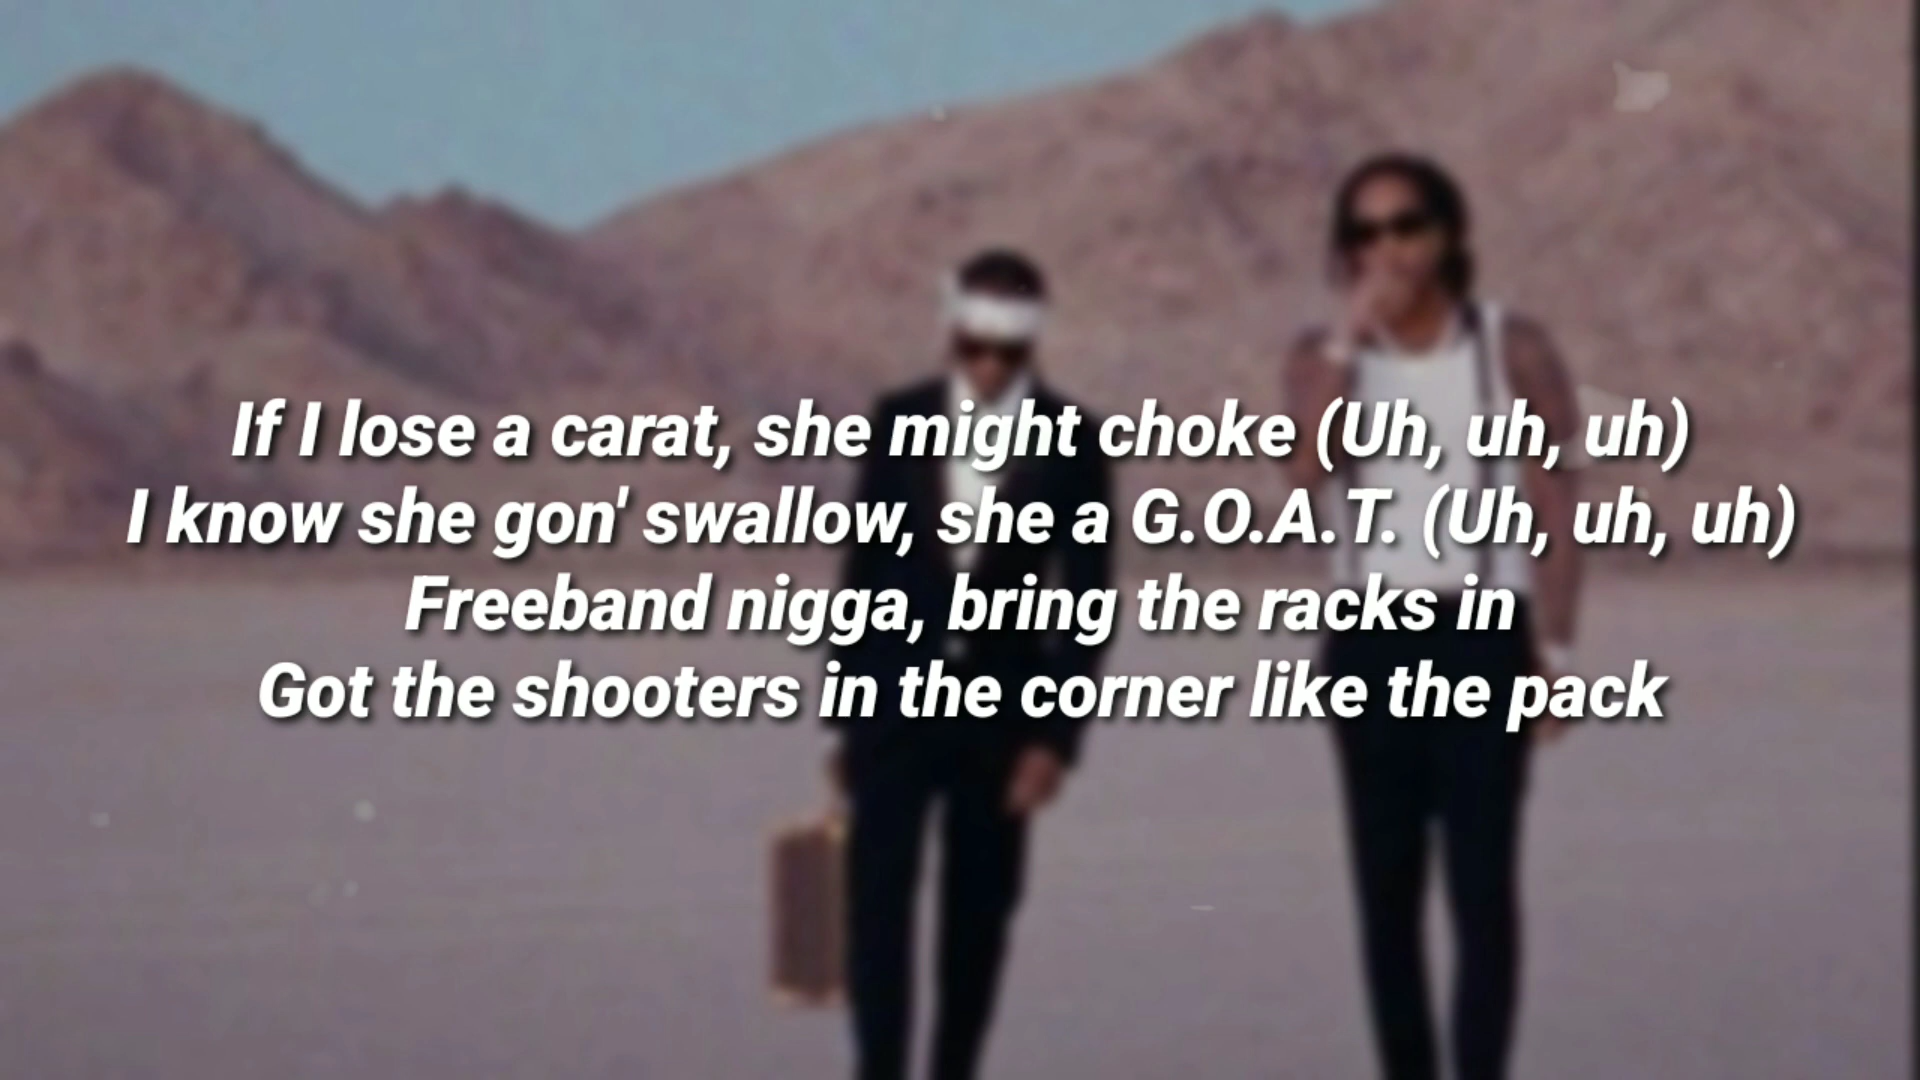 If I lose a carat, she might choke (Uh, uh, uh)
I know she gon' swallow, she a G.O.A.T. (Uh, uh, uh)
Freeband nigga, bring the racks in
Got the shooters in the corner like the pack